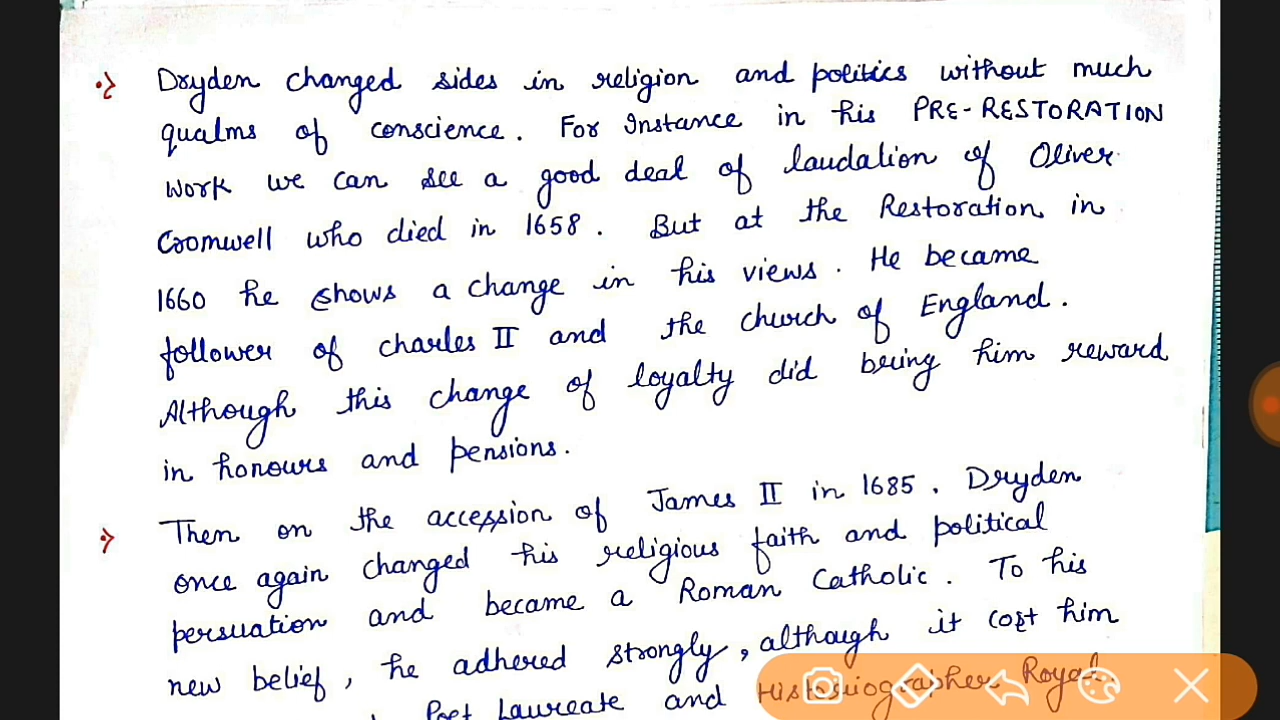 Dryden changed sides in religion and politics without much
qualms of conscience. For Instance in his PRE-RESTORATION
work we can see a good deal of laudation of Oliver
Cromwell who died in 1658. But at the Restoration in
1660 he shows a change in his views. He became
follower of charles II and the church of England.
Although this change of loyalty did bring him reward
in honours and pensions.
Then on the accession of James II in 1685. Dryden
once again changed his religious faith and political
persuation and became a Roman Catholic. To his
new belief, he adhered strongly, although it cost him
Poet Laureate and Historiographer Royal.